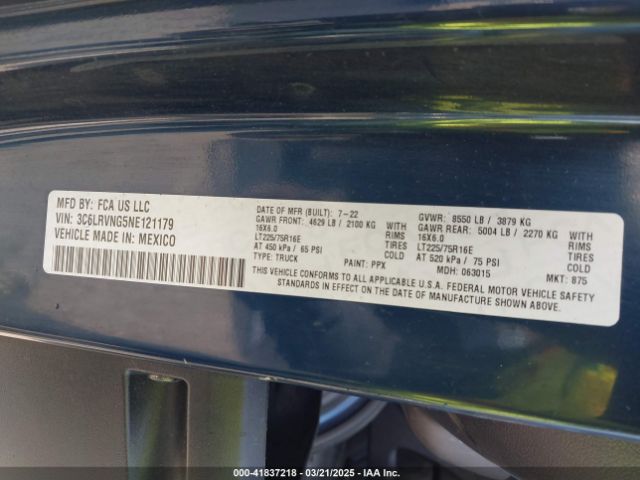 MFD BY: FCA US LLC
VIN: 3C6LRVNG5NE121179
VEHICLE MADE IN: MEXICO
DATE OF MFR (BUILT): 7-22
GAWR FRONT: 4629 LB / 2100 KG WITH
16X6.0 RIMS
LT225/75R16E TIRES
AT 450 kPa / 65 PSI COLD
TYPE: TRUCK PAINT: PPX
GVWR: 8550 LB / 3879 KG
GAWR REAR: 5004 LB / 2270 KG WITH
16X6.0 RIMS
LT225/75R16E TIRES
AT 520 kPa / 75 PSI COLD
MDH: 063015 MKT: 875
THIS VEHICLE CONFORMS TO ALL APPLICABLE U.S.A. FEDERAL MOTOR VEHICLE SAFETY
STANDARDS IN EFFECT ON THE DATE OF MANUFACTURE SHOWN ABOVE.
000-41837218 - 03/21/2025 - IAA Inc.